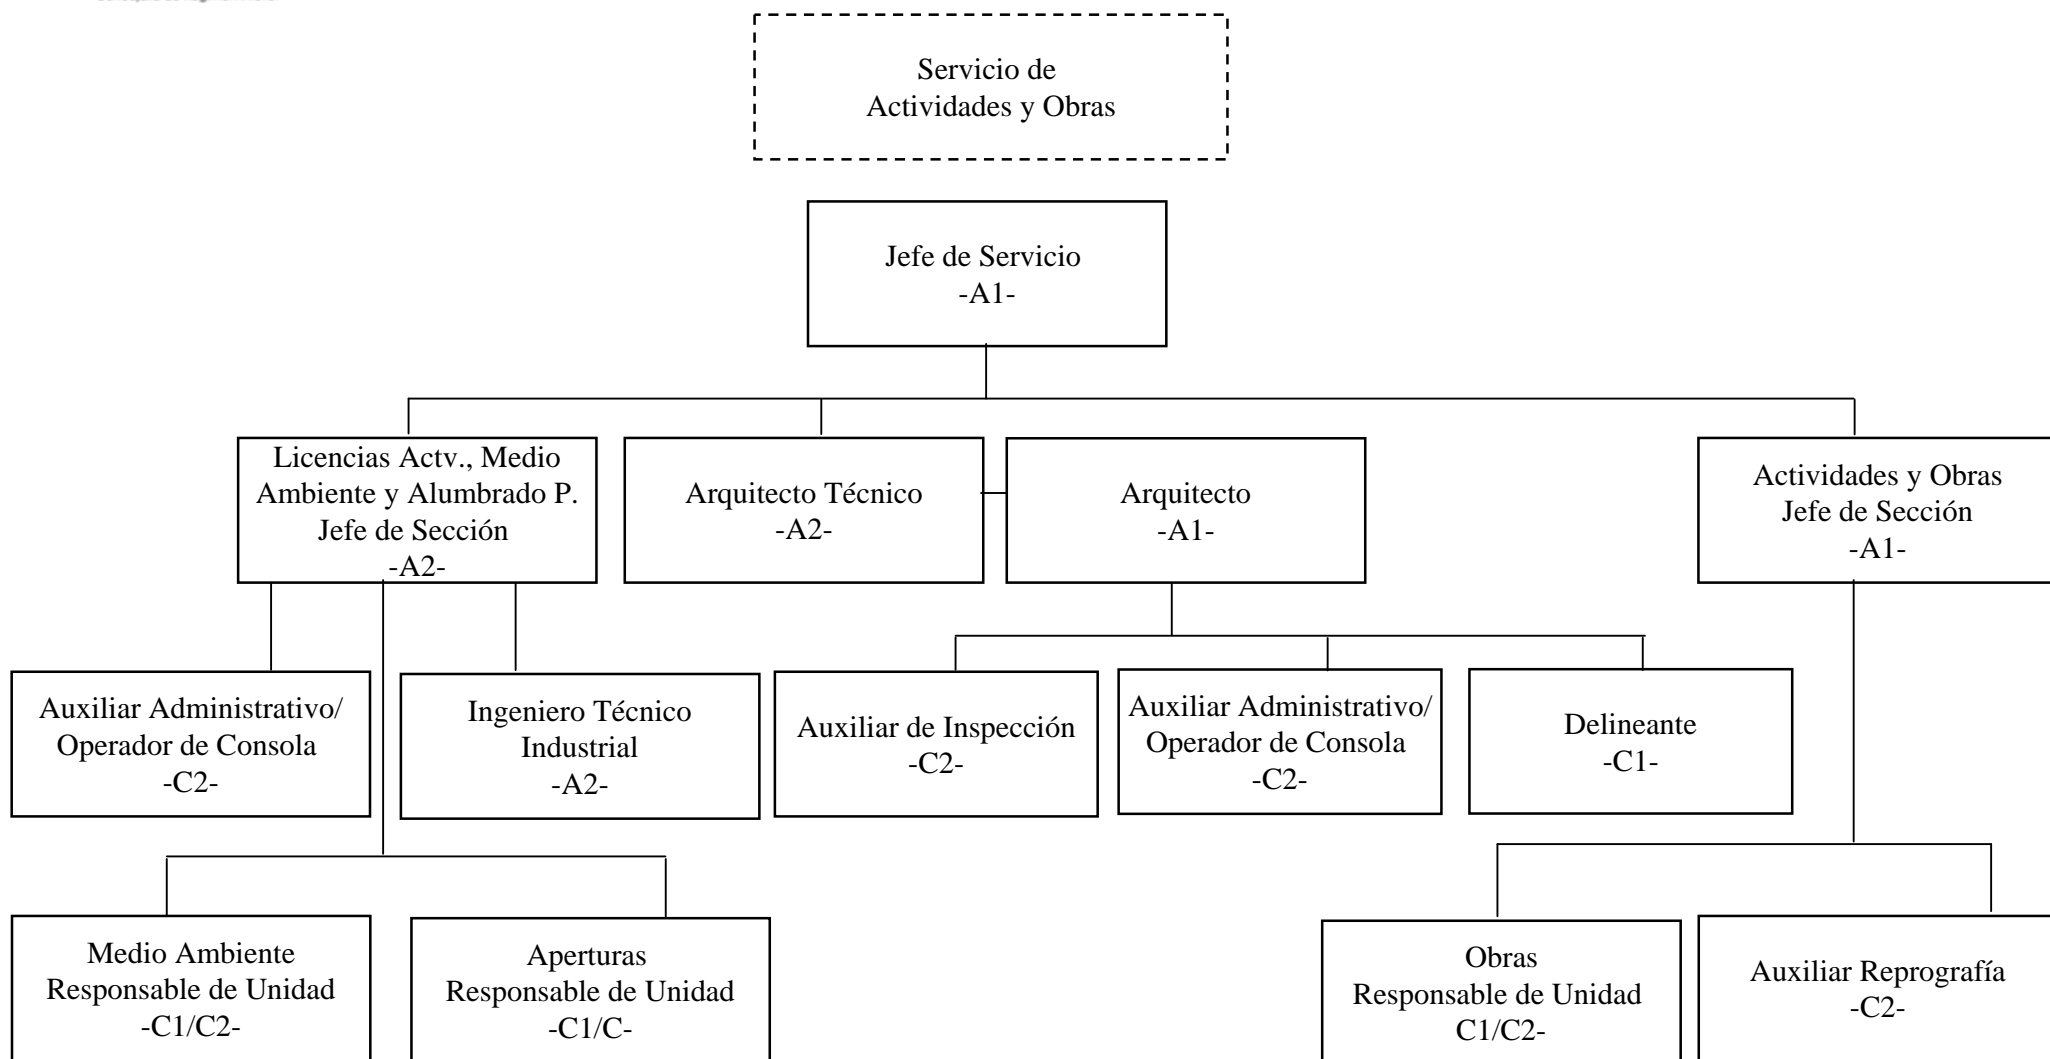 Servicio de
Actividades y Obras
Jefe de Servicio
-A1-
Licencias Actv., Medio
Ambiente y Alumbrado P.
Jefe de Sección
-A2-
Arquitecto Técnico
-A2-
Arquitecto
-A1-
Actividades y Obras
Jefe de Sección
-A1-
Auxiliar Administrativo/
Operador de Consola
-C2-
Ingeniero Técnico
Industrial
-A2-
Auxiliar de Inspección
-C2-
Auxiliar Administrativo/
Operador de Consola
-C2-
Delineante
-C1-
Medio Ambiente
Responsable de Unidad
-C1/C2-
Aperturas
Responsable de Unidad
-C1/C-
Obras
Responsable de Unidad
C1/C2-
Auxiliar Reprografía
-C2-